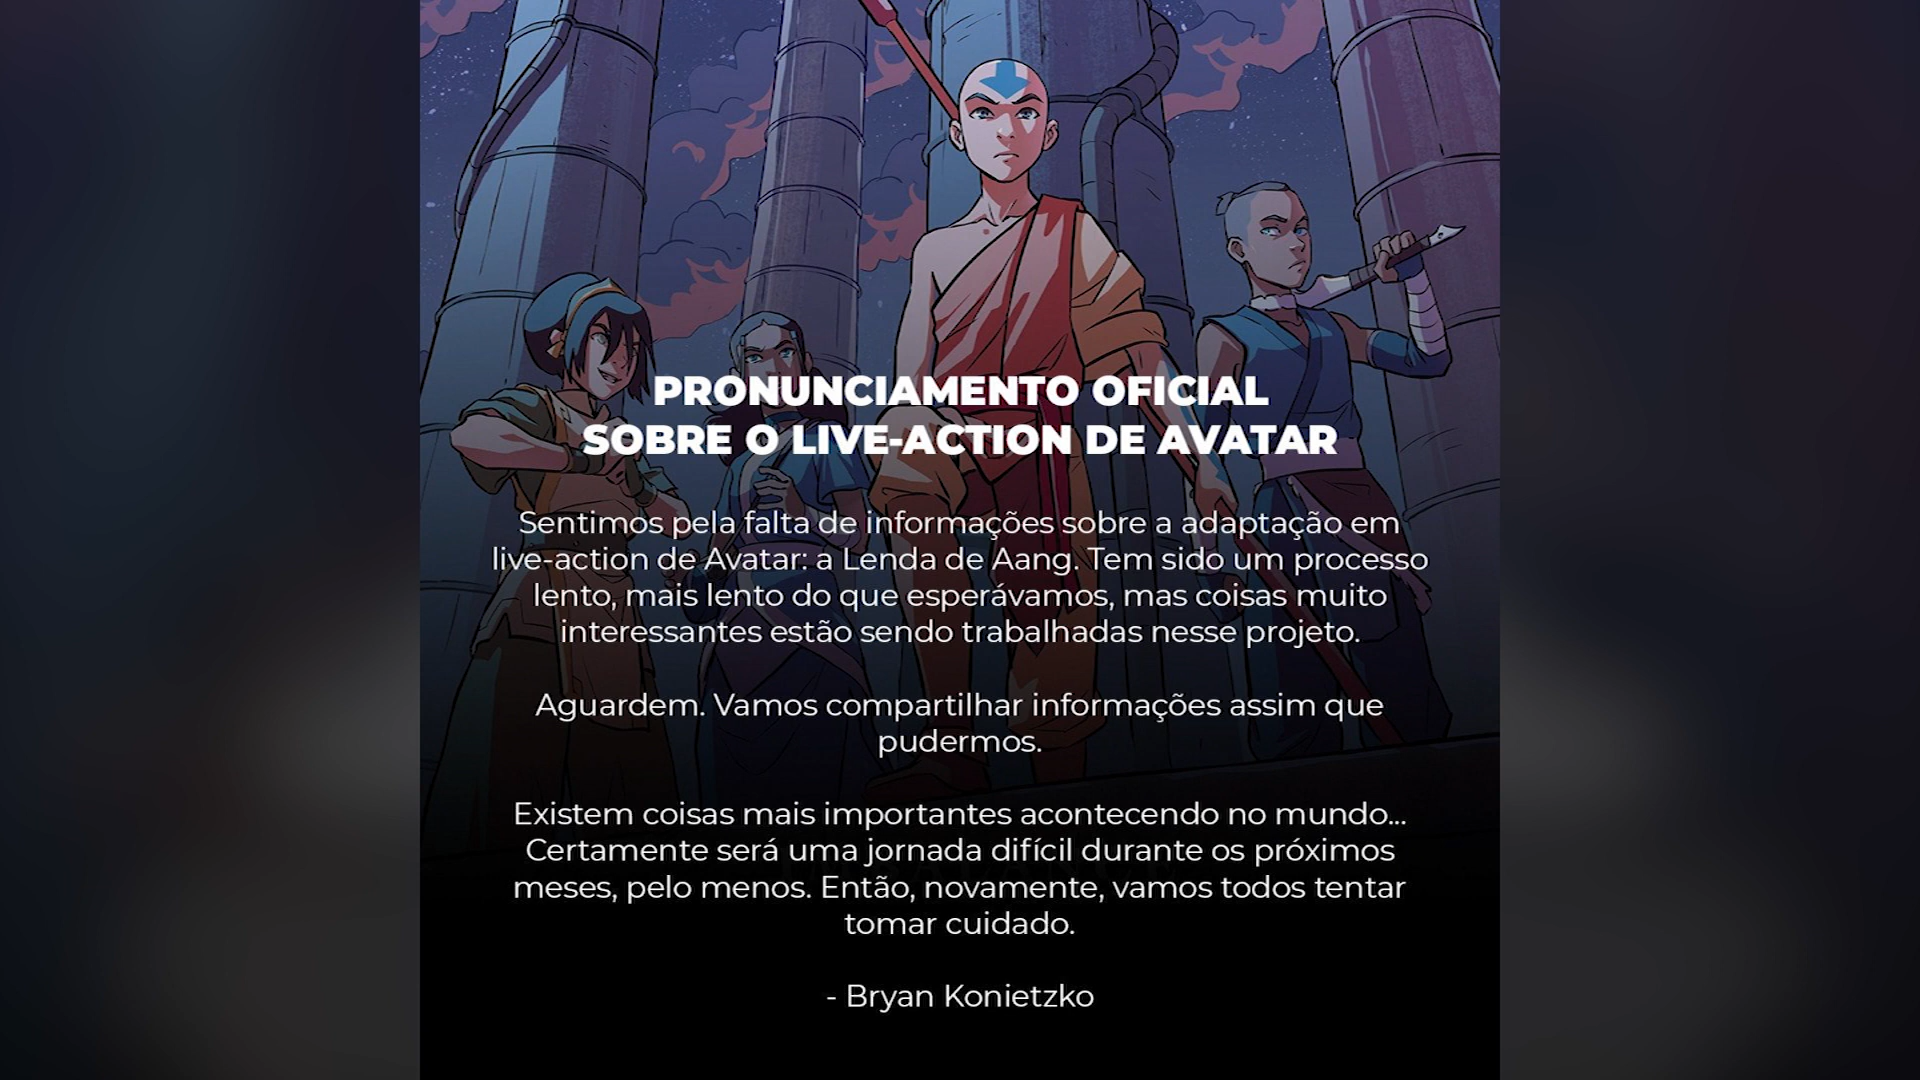 PRONUNCIAMENTO OFICIAL
SOBRE O LIVE-ACTION DE AVATAR
Sentimos pela falta de informações sobre a adaptação em
live-action de Avatar: a Lenda de Aang. Tem sido um processo
lento, mais lento do que esperávamos, mas coisas muito
interessantes estão sendo trabalhadas nesse projeto.
Aguardem. Vamos compartilhar informações assim que
pudermos.
Existem coisas mais importantes acontecendo no mundo...
Certamente será uma jornada difícil durante os próximos
meses, pelo menos. Então, novamente, vamos todos tentar
tomar cuidado.
- Bryan Konietzko